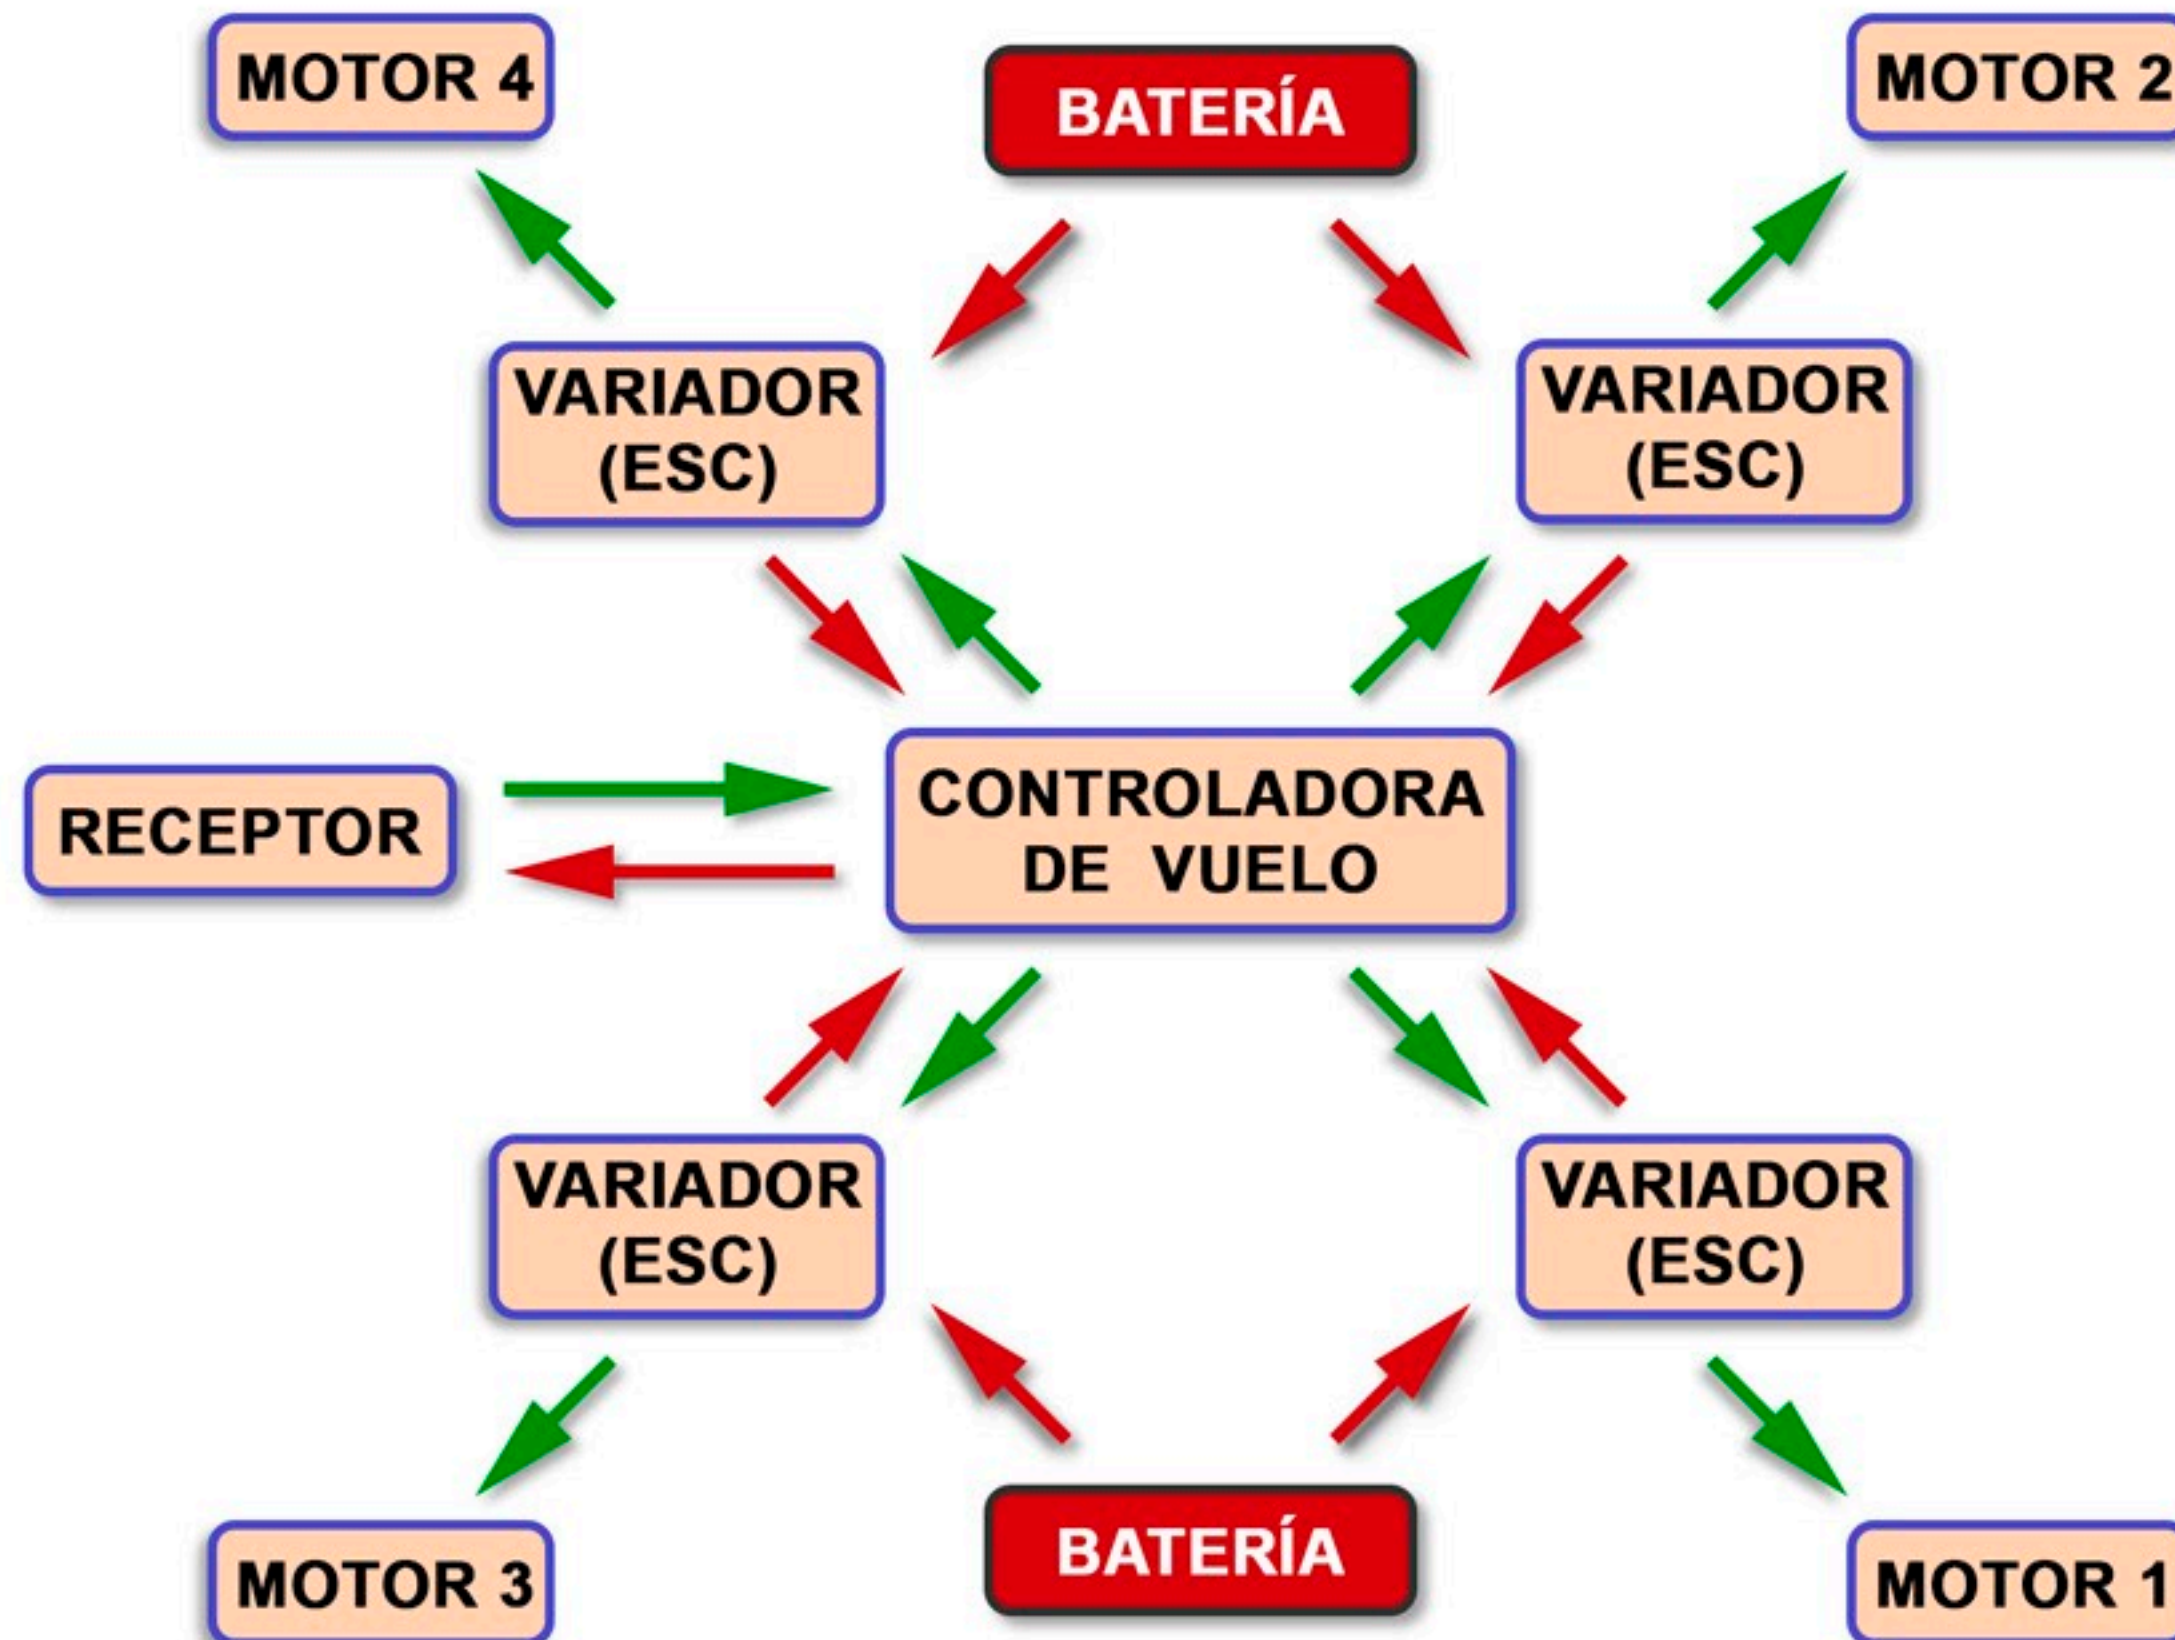 MOTOR 4
BATERÍA
MOTOR 2
VARIADOR
(ESC)
VARIADOR
(ESC)
RECEPTOR
CONTROLADORA
DE VUELO
VARIADOR
(ESC)
VARIADOR
(ESC)
MOTOR 3
BATERÍA
MOTOR 1